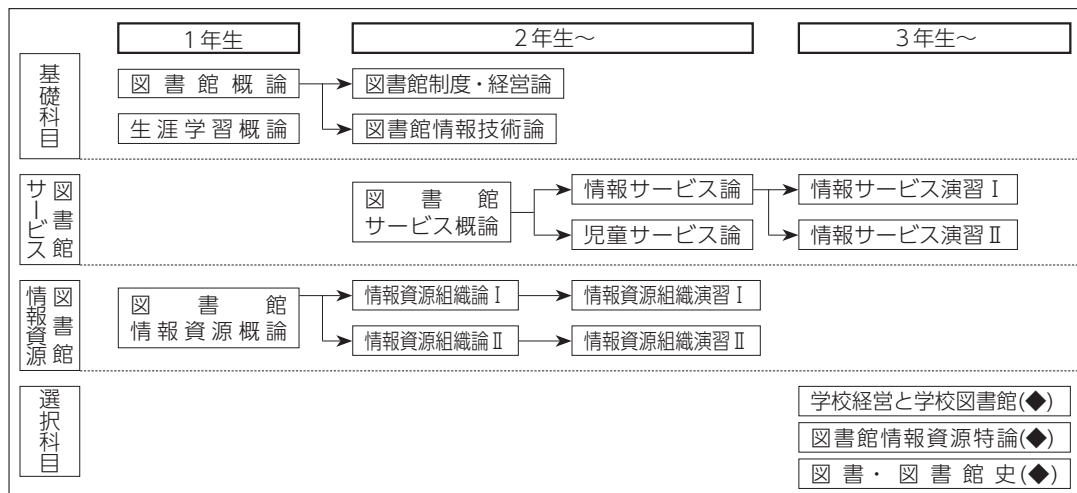 1年生
2年生～
3年生～
基礎科目
図書館概論
図書館制度・経営論
生涯学習概論
図書館情報技術論
図書館
サービス
図書館
サービス概論
情報サービス論
情報サービス演習Ⅰ
児童サービス論
情報サービス演習Ⅱ
図書館
情報資源
図書館
情報資源概論
情報資源組織論Ⅰ
情報資源組織演習Ⅰ
情報資源組織論Ⅱ
情報資源組織演習Ⅱ
選択科目
学校経営と学校図書館(◆)
図書館情報資源特論(◆)
図書・図書館史(◆)